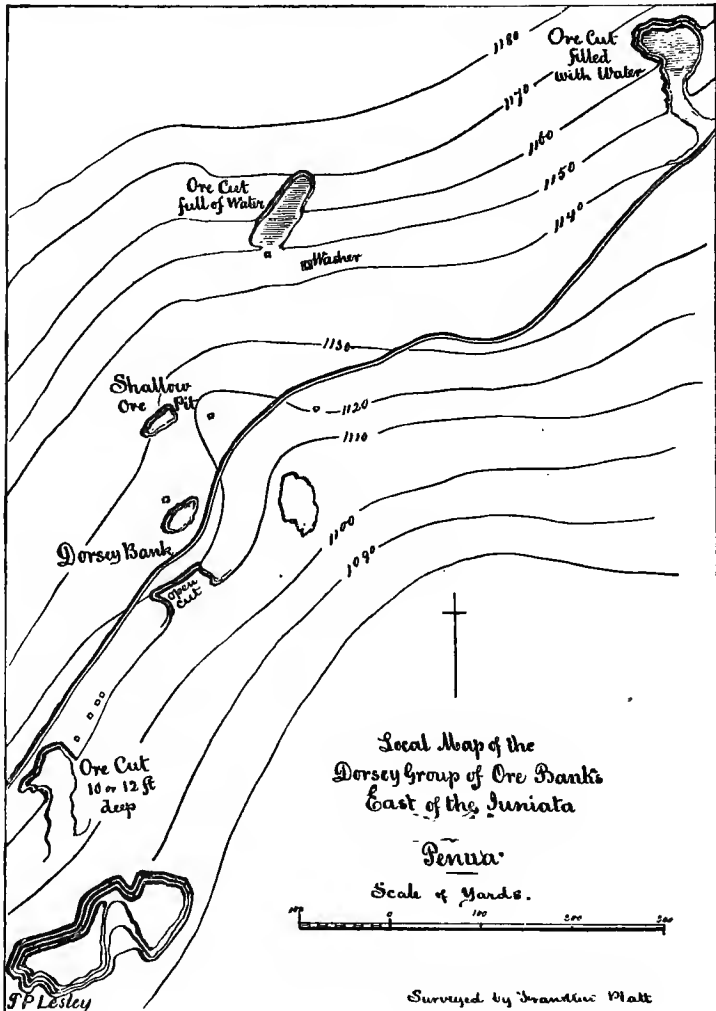 1180
Ore Cut
filled
with Water
1170
1160
1150
1140
Ore Cut
full of Water
Washer
1130
Shallow
Ore Pit
1120
1110
Dorsey Bank
1100
1090
open
cut
Ore Cut
10 or 12 ft
deep
Local Map of the
Dorsey Group of Ore Banks
East of the Juniata
Penna.
Scale of Yards.
100 0 100 200 300
J P Lesley
Surveyed by Franklin Platt